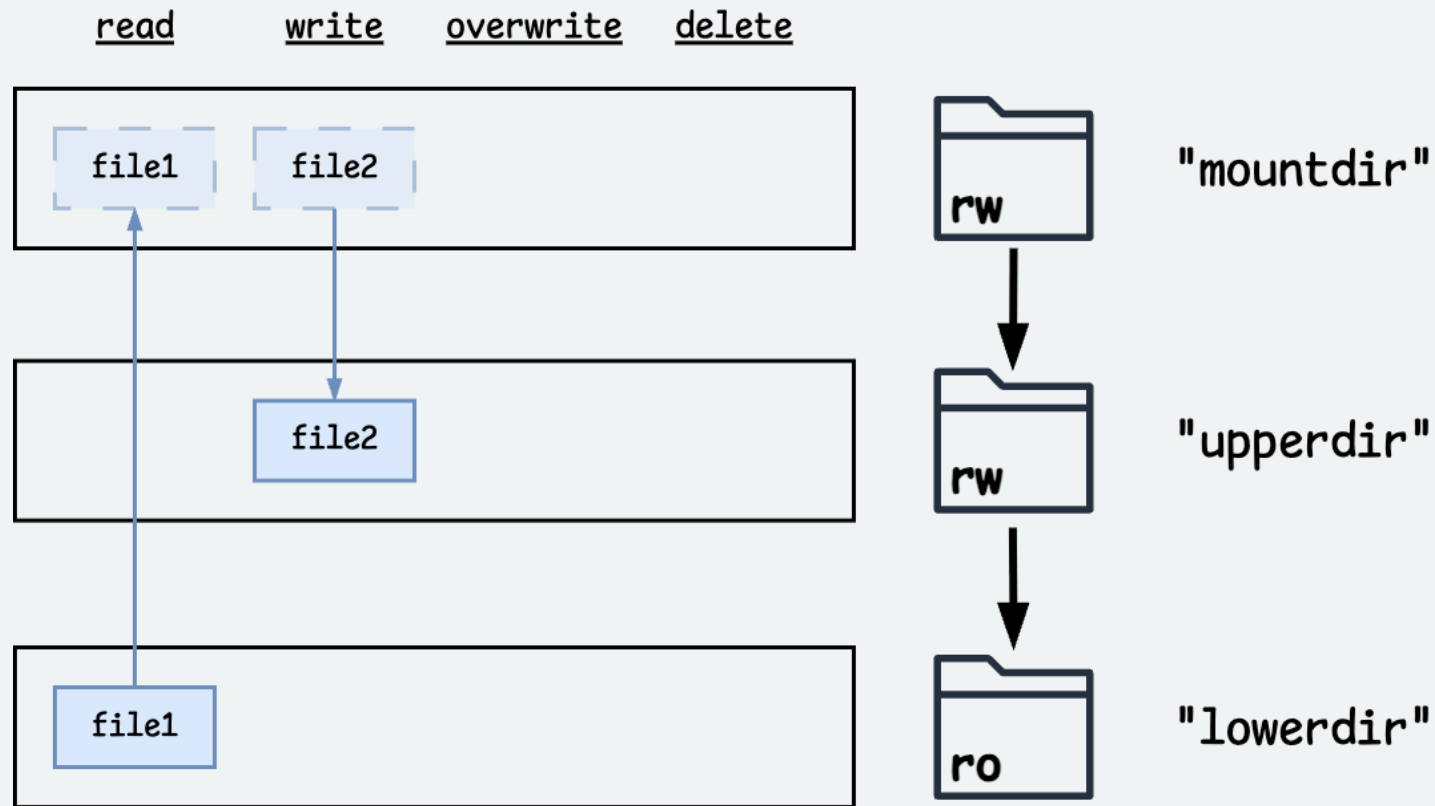 read write overwrite delete
file1 file2
rw
"mountdir"
file2
rw
"upperdir"
file1
ro
"lowerdir"